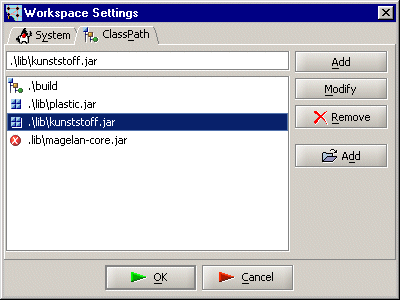 Workspace Settings
System ClassPath
.\lib\kunststoff.jar
Add
.\build
Modify
.\lib\plastic.jar
.\lib\kunststoff.jar
Remove
.lib\magelan-core.jar
Add
OK Cancel